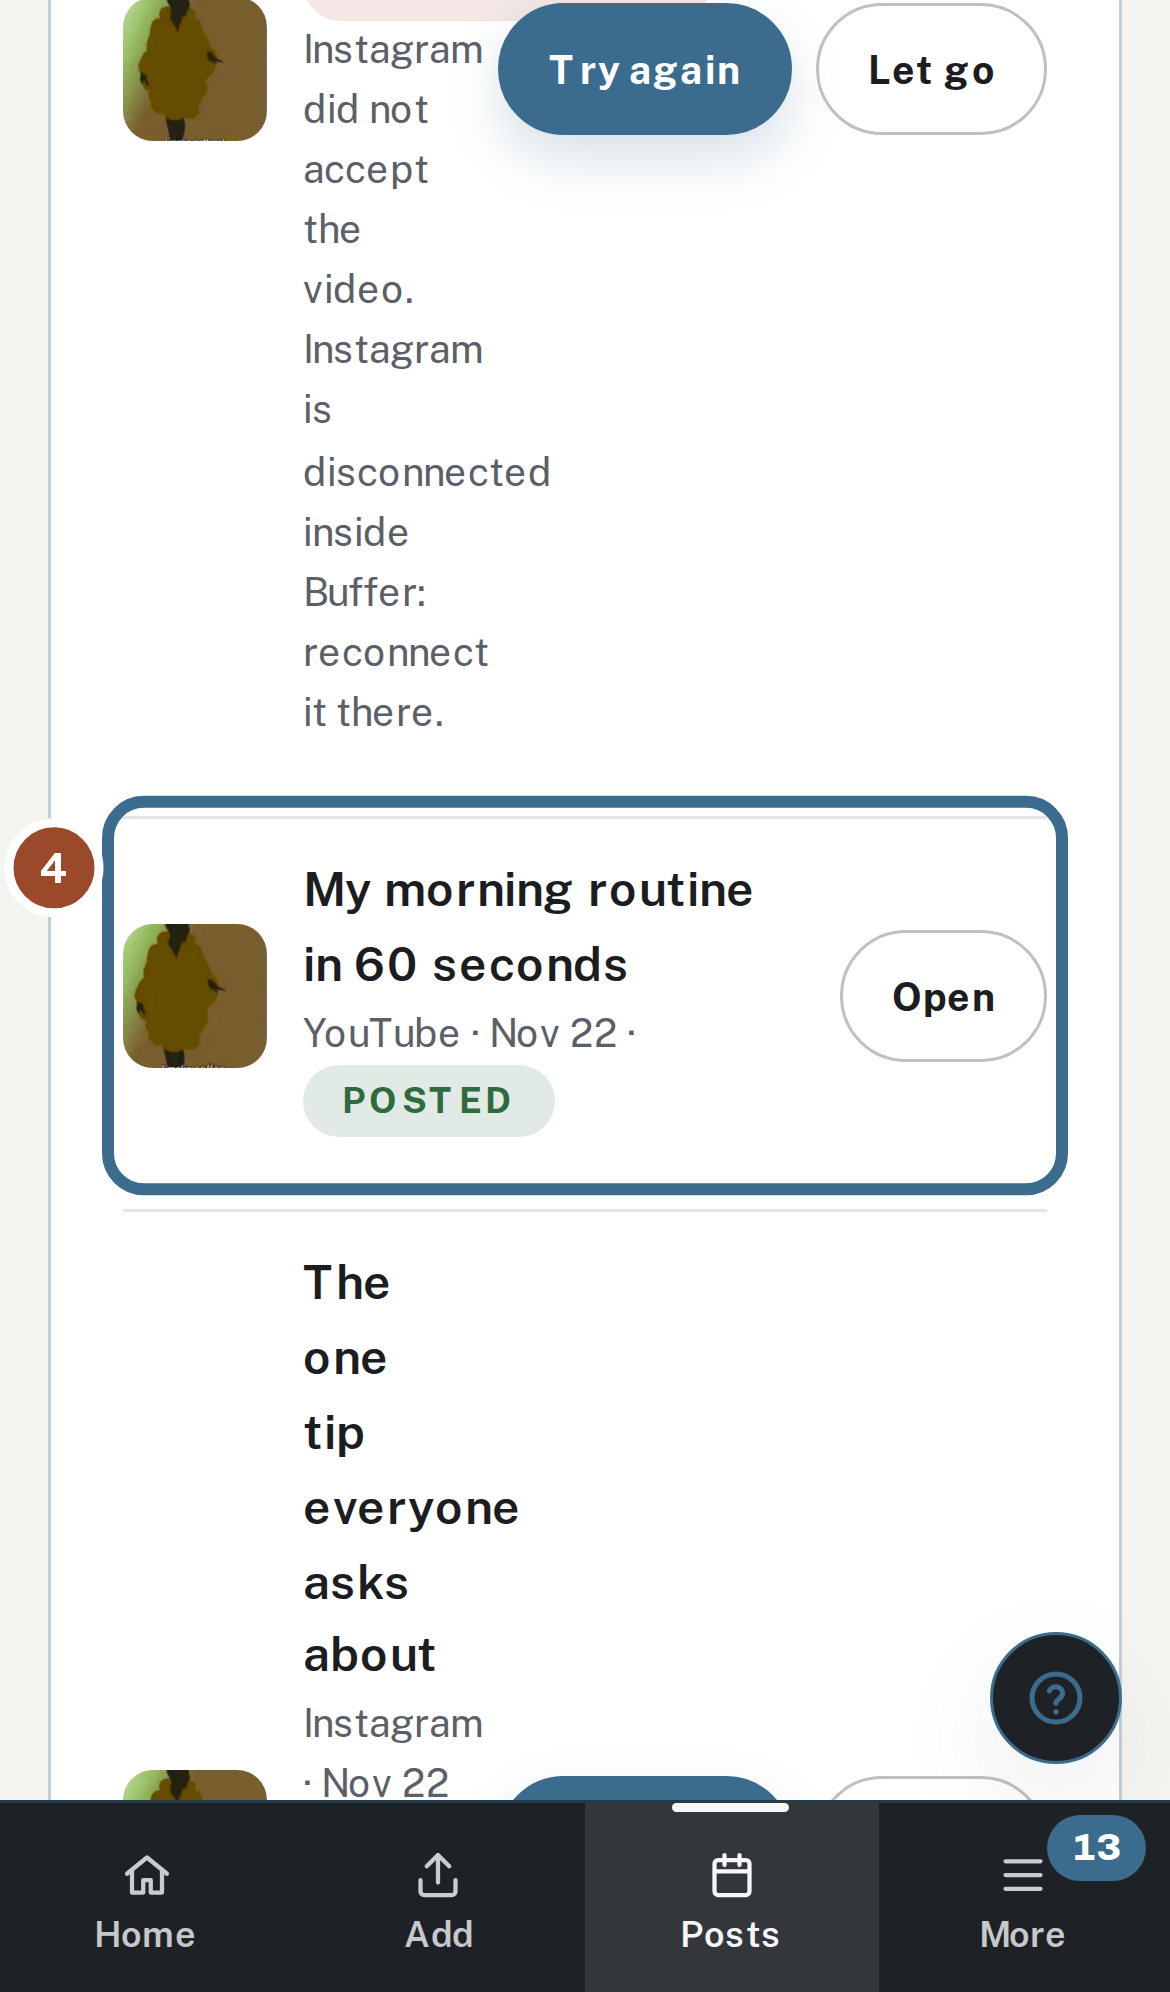 Instagram
did not
accept
the
video.
Instagram
is
disconnected
inside
Buffer:
reconnect
it there.
Try again
Let go
4
My morning routine
in 60 seconds
YouTube · Nov 22 ·
POSTED
Open
The
one
tip
everyone
asks
about
Instagram
· Nov 22
Home
Add
Posts
More
13